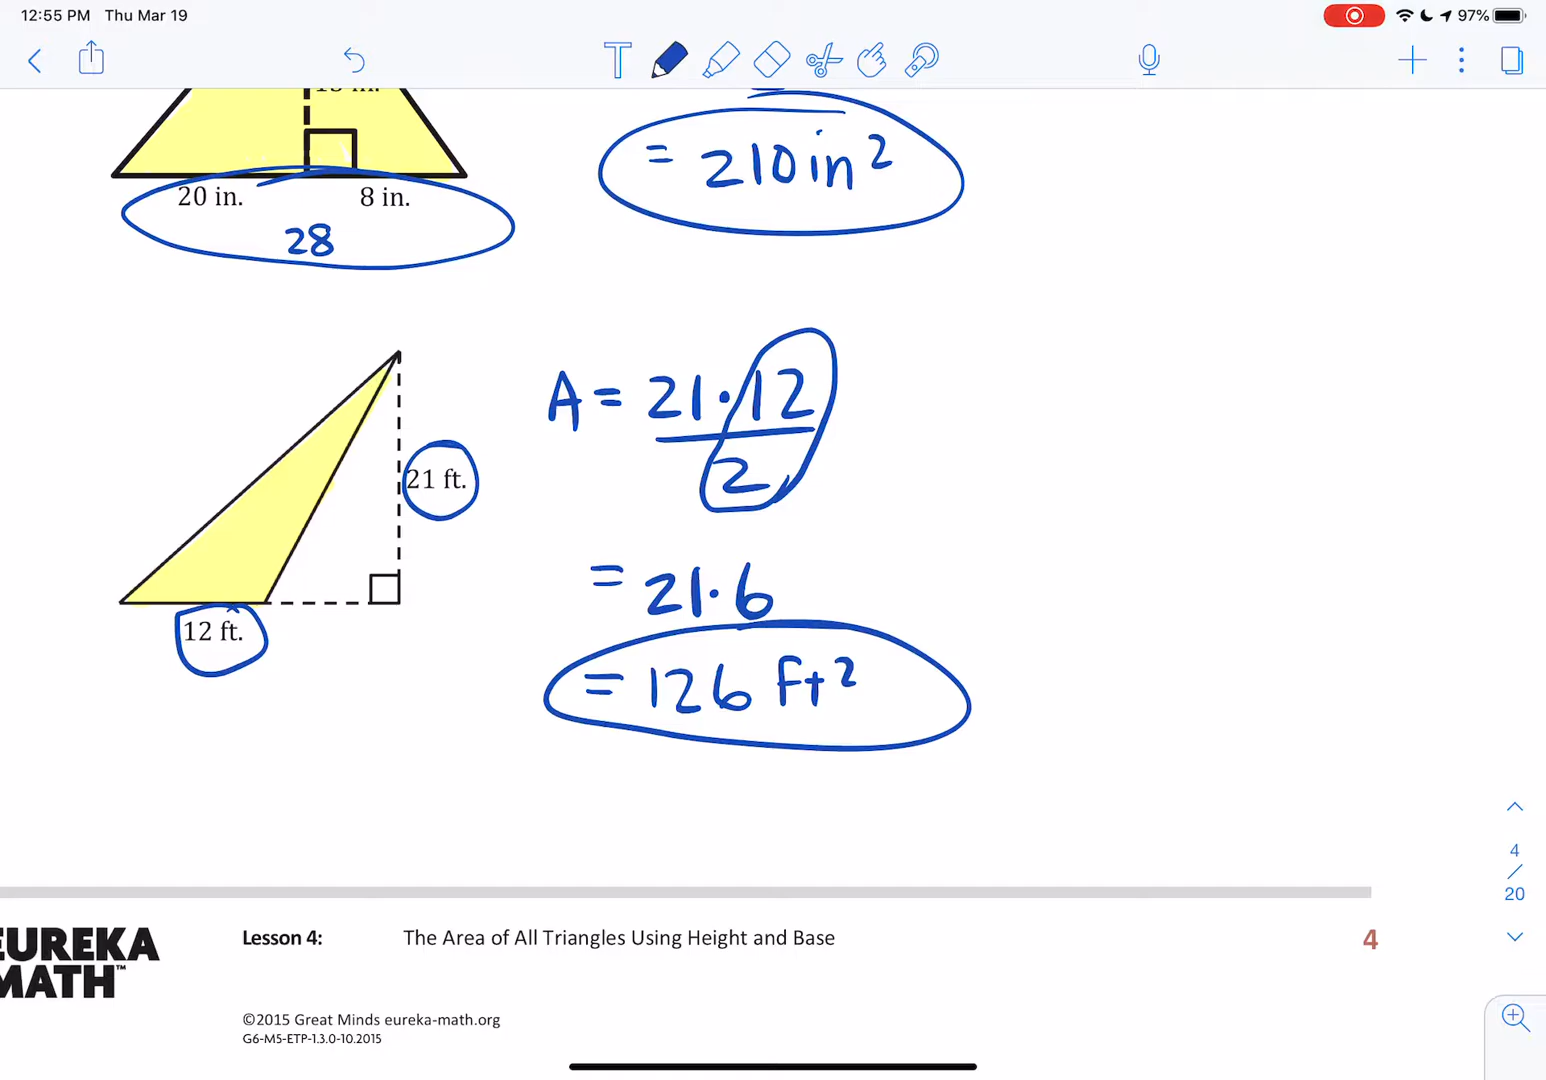 12:55 PM Thu Mar 19
97%
T
20 in.
8 in.
28
= 210 in²
21 ft.
12 ft.
A = 21 · 12
2
= 21 · 6
= 126 Ft²
4
/
20
EUREKA
MATH™
Lesson 4:
The Area of All Triangles Using Height and Base
4
©2015 Great Minds eureka-math.org
G6-M5-ETP-1.3.0-10.2015